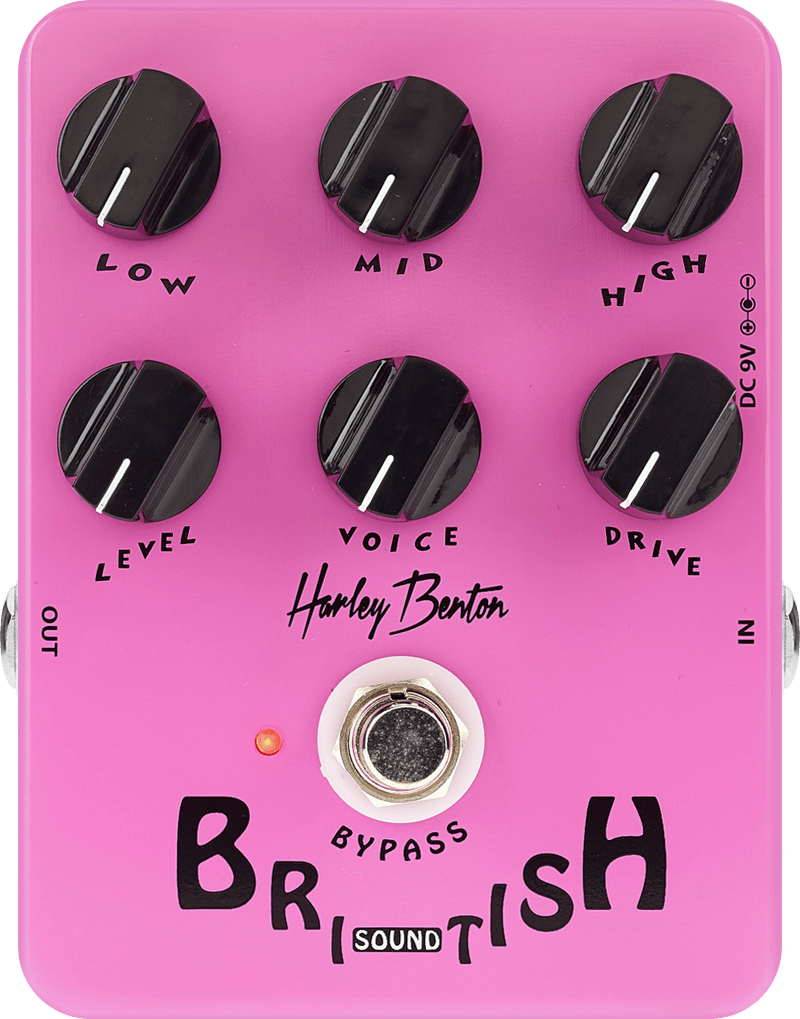 LOW
MID
HIGH
DC 9V
LEVEL
VOICE
DRIVE
Harley Benton
OUT
IN
BYPASS
BRITISH
SOUND